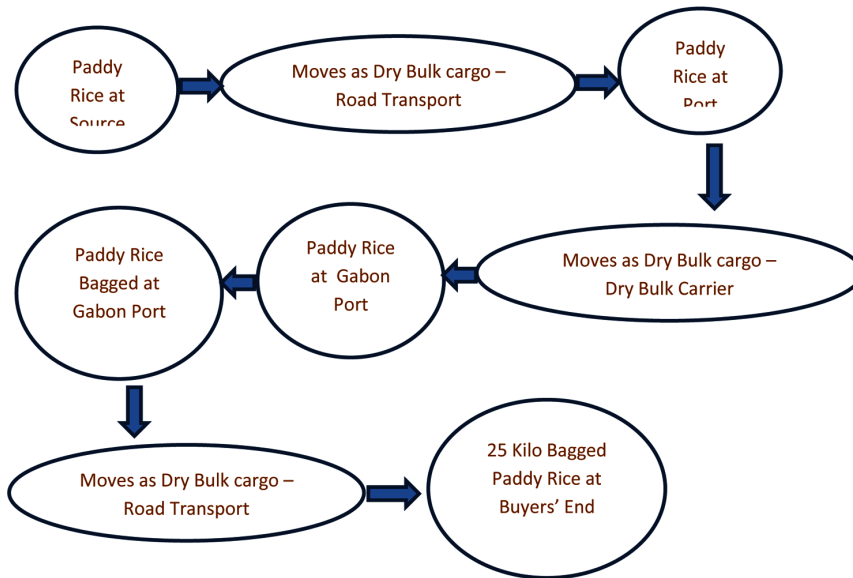 Paddy
Rice at
Source
Moves as Dry Bulk cargo –
Road Transport
Paddy
Rice at
Port
Moves as Dry Bulk cargo –
Dry Bulk Carrier
Paddy Rice
at Gabon
Port
Paddy Rice
Bagged at
Gabon Port
Moves as Dry Bulk cargo –
Road Transport
25 Kilo Bagged
Paddy Rice at
Buyers’ End